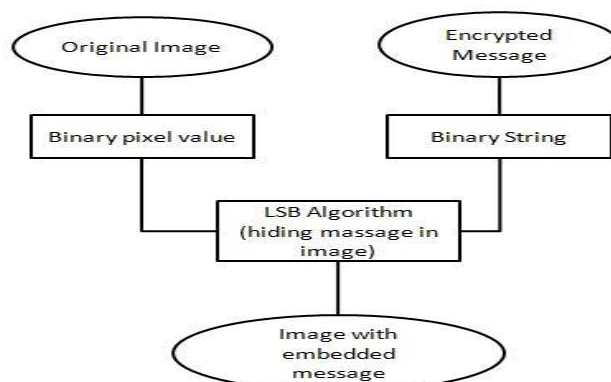 Original Image
Encrypted
Message
Binary pixel value
Binary String
LSB Algorithm
(hiding massage in
image)
Image with
embedded
message